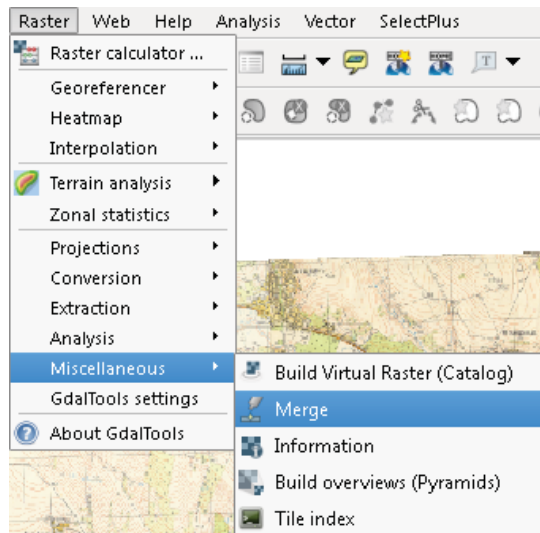 Raster Web Help Analysis Vector SelectPlus
Raster calculator ...
Georeferencer
Heatmap
Interpolation
Terrain analysis
Zonal statistics
Projections
Conversion
Extraction
Analysis
Miscellaneous
GdalTools settings
About GdalTools
Build Virtual Raster (Catalog)
Merge
Information
Build overviews (Pyramids)
Tile index